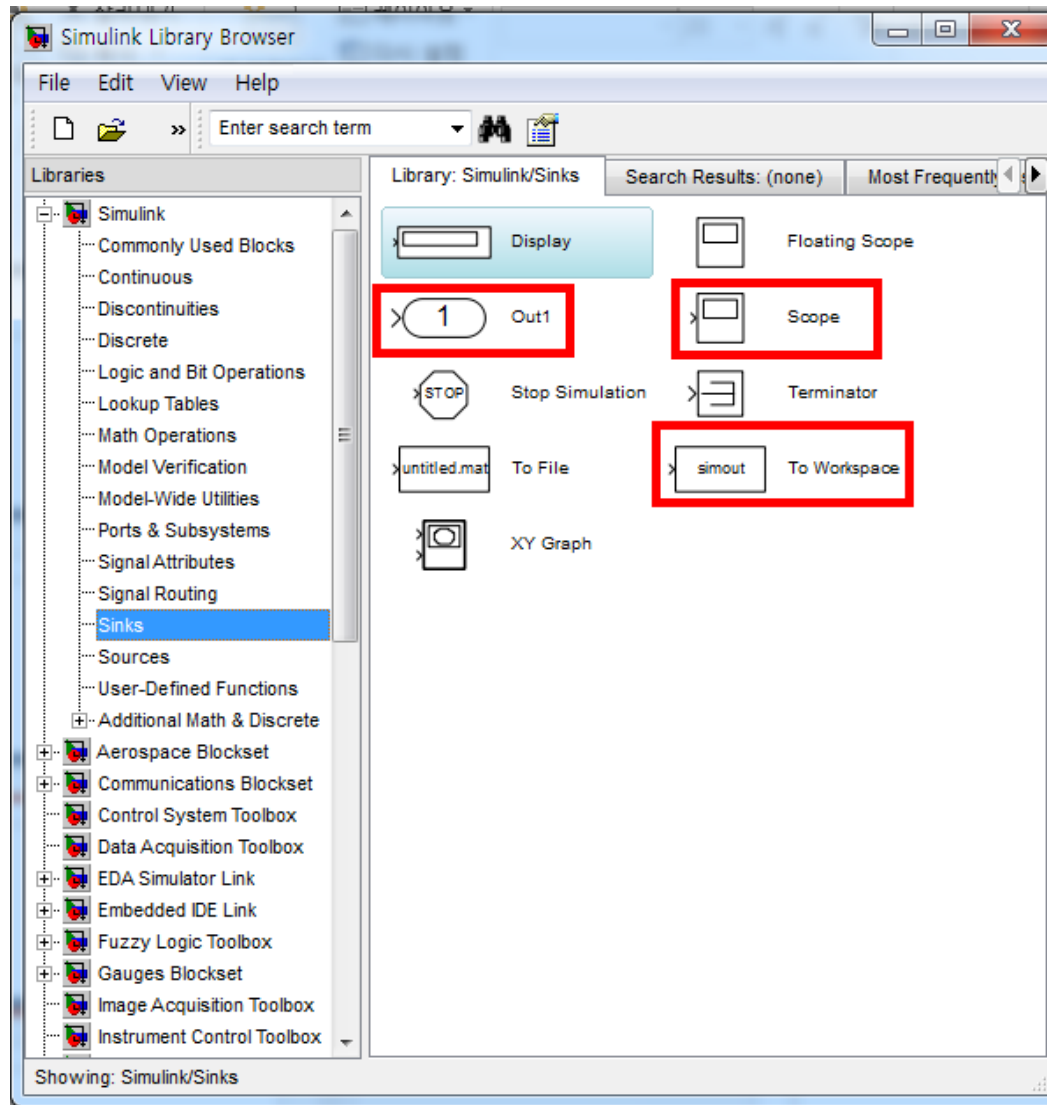 Simulink Library Browser
File Edit View Help
» Enter search term
Libraries
Simulink
Commonly Used Blocks
Continuous
Discontinuities
Discrete
Logic and Bit Operations
Lookup Tables
Math Operations
Model Verification
Model-Wide Utilities
Ports & Subsystems
Signal Attributes
Signal Routing
Sinks
Sources
User-Defined Functions
Additional Math & Discrete
Aerospace Blockset
Communications Blockset
Control System Toolbox
Data Acquisition Toolbox
EDA Simulator Link
Embedded IDE Link
Fuzzy Logic Toolbox
Gauges Blockset
Image Acquisition Toolbox
Instrument Control Toolbox
Library: Simulink/Sinks Search Results: (none) Most Frequently
Display Floating Scope
1 Out1 Scope
STOP Stop Simulation Terminator
untitled.mat To File simout To Workspace
XY Graph
Showing: Simulink/Sinks